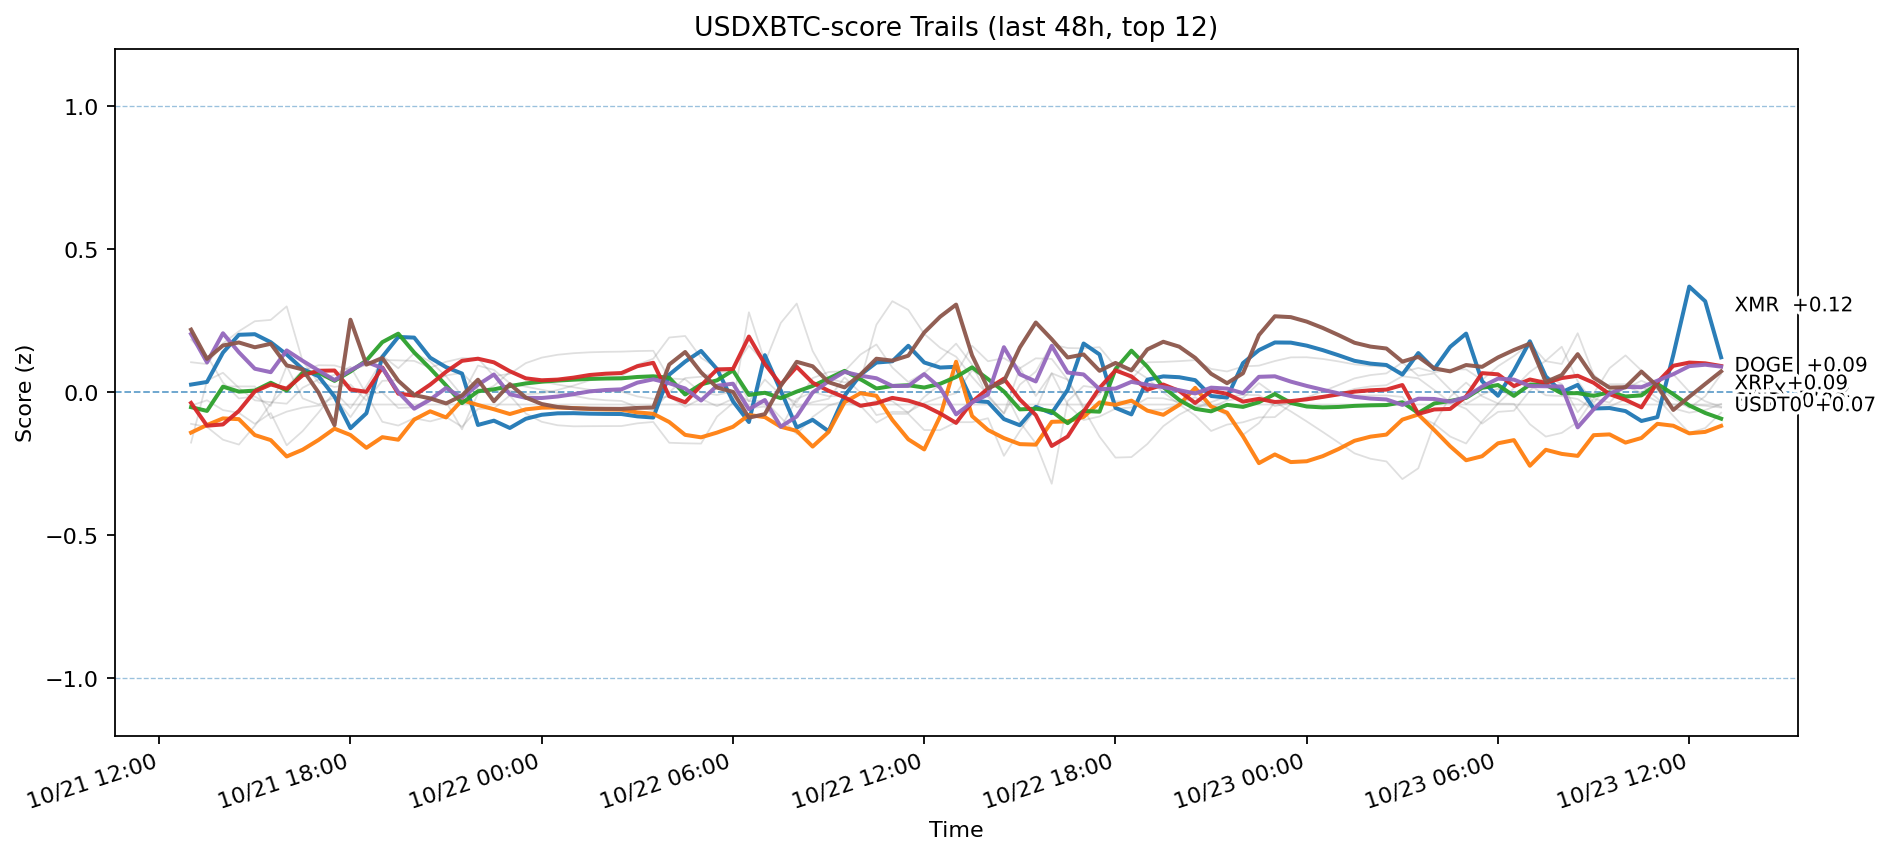 USDXBTC-score Trails (last 48h, top 12)
Score (z)
1.0
0.5
0.0
−0.5
−1.0
XMR +0.12
DOGE +0.09
XRP +0.09
USDT0 +0.07
10/21 12:00
10/21 18:00
10/22 00:00
10/22 06:00
10/22 12:00
10/22 18:00
10/23 00:00
10/23 06:00
10/23 12:00
Time